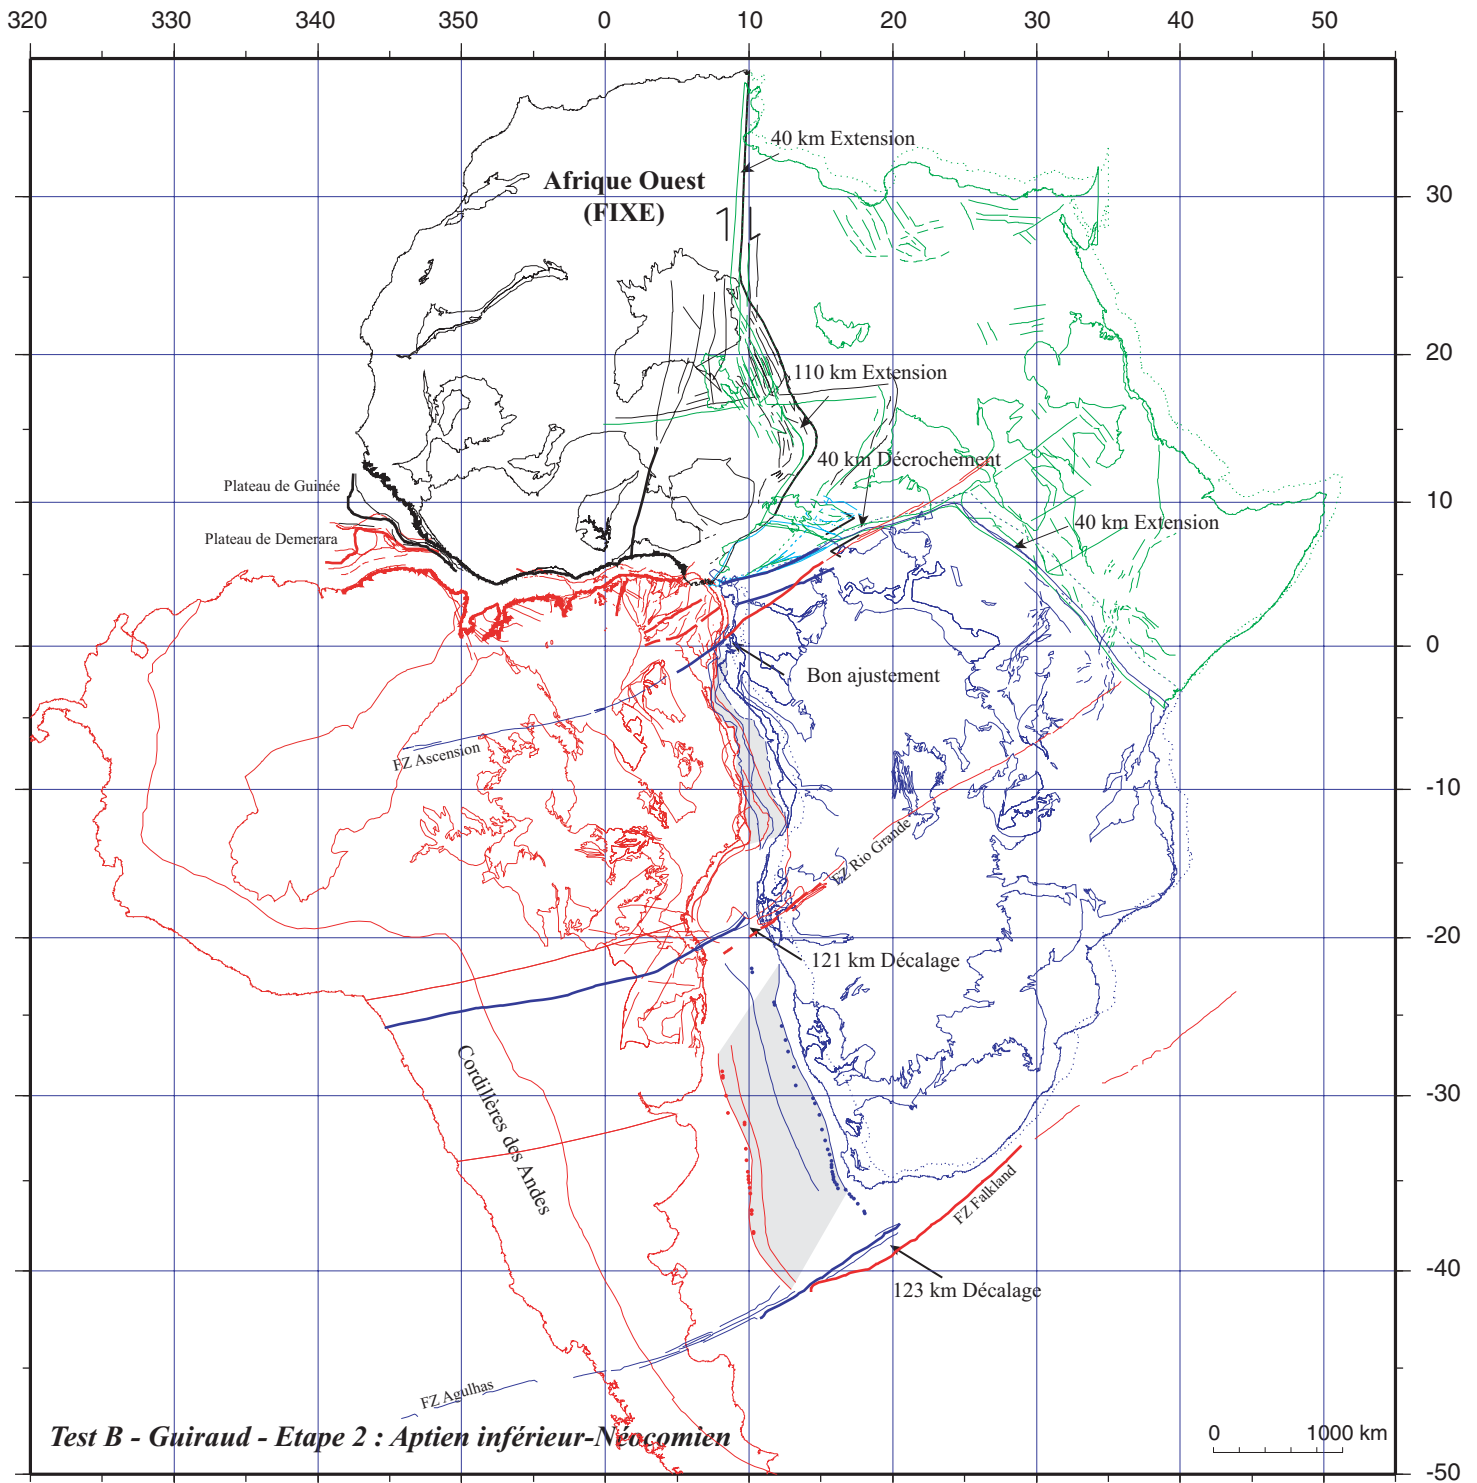 320 330 340 350 0 10 20 30 40 50
40 km Extension
Afrique Ouest
(FIXE)
30
20
110 km Extension
40 km Décrochement
Plateau de Guinée
10
40 km Extension
Plateau de Demerara
0
Bon ajustement
FZ Ascension
-10
FZ Rio Grande
-20
121 km Décalage
Cordillères des Andes
-30
FZ Falkland
-40
123 km Décalage
FZ Agulhas
Test B - Guiraud - Etape 2 : Aptien inférieur-Néocomien
0 1000 km
-50